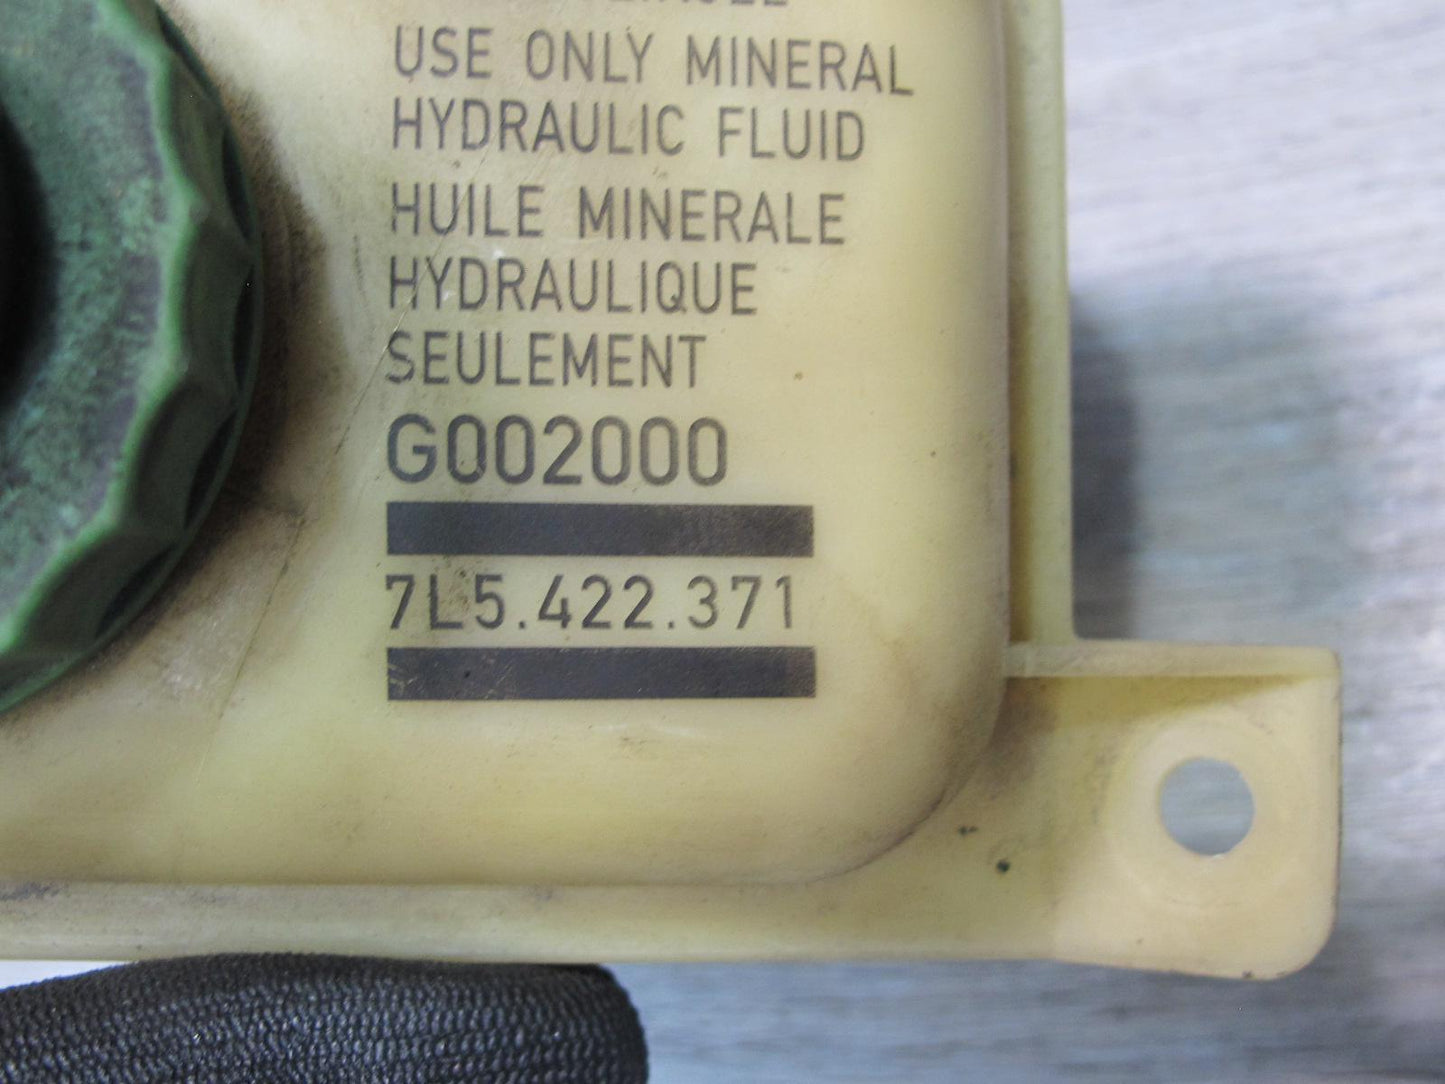 USE ONLY MINERAL
HYDRAULIC FLUID
HUILE MINERALE
HYDRAULIQUE
SEULEMENT
G002000
7L5.422.371